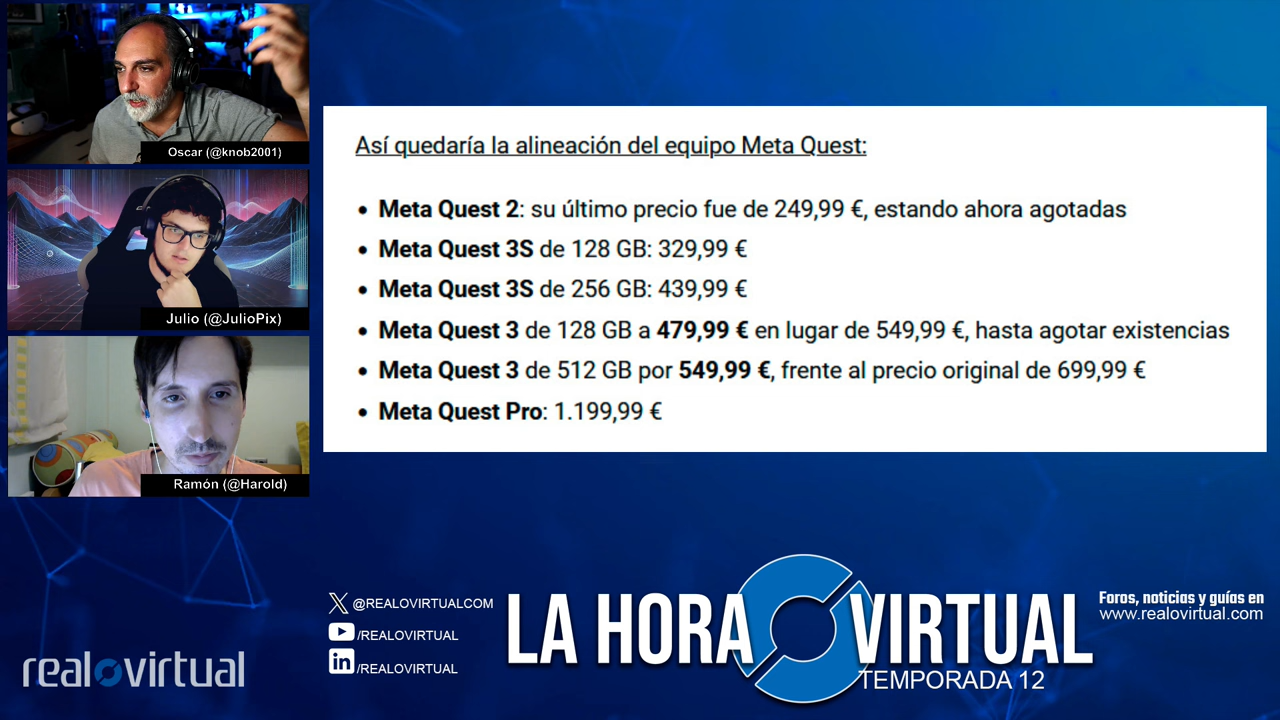 Oscar (@knob2001)
Julio (@JulioPix)
Ramón (@Harold)
Así quedaría la alineación del equipo Meta Quest:
• Meta Quest 2: su último precio fue de 249,99 €, estando ahora agotadas
• Meta Quest 3S de 128 GB: 329,99 €
• Meta Quest 3S de 256 GB: 439,99 €
• Meta Quest 3 de 128 GB a 479,99 € en lugar de 549,99 €, hasta agotar existencias
• Meta Quest 3 de 512 GB por 549,99 €, frente al precio original de 699,99 €
• Meta Quest Pro: 1.199,99 €
realovirtual
@REALOVIRTUALCOM
/REALOVIRTUAL
/REALOVIRTUAL
LA HORA VIRTUAL
TEMPORADA 12
Foros, noticias y guías en
www.realovirtual.com